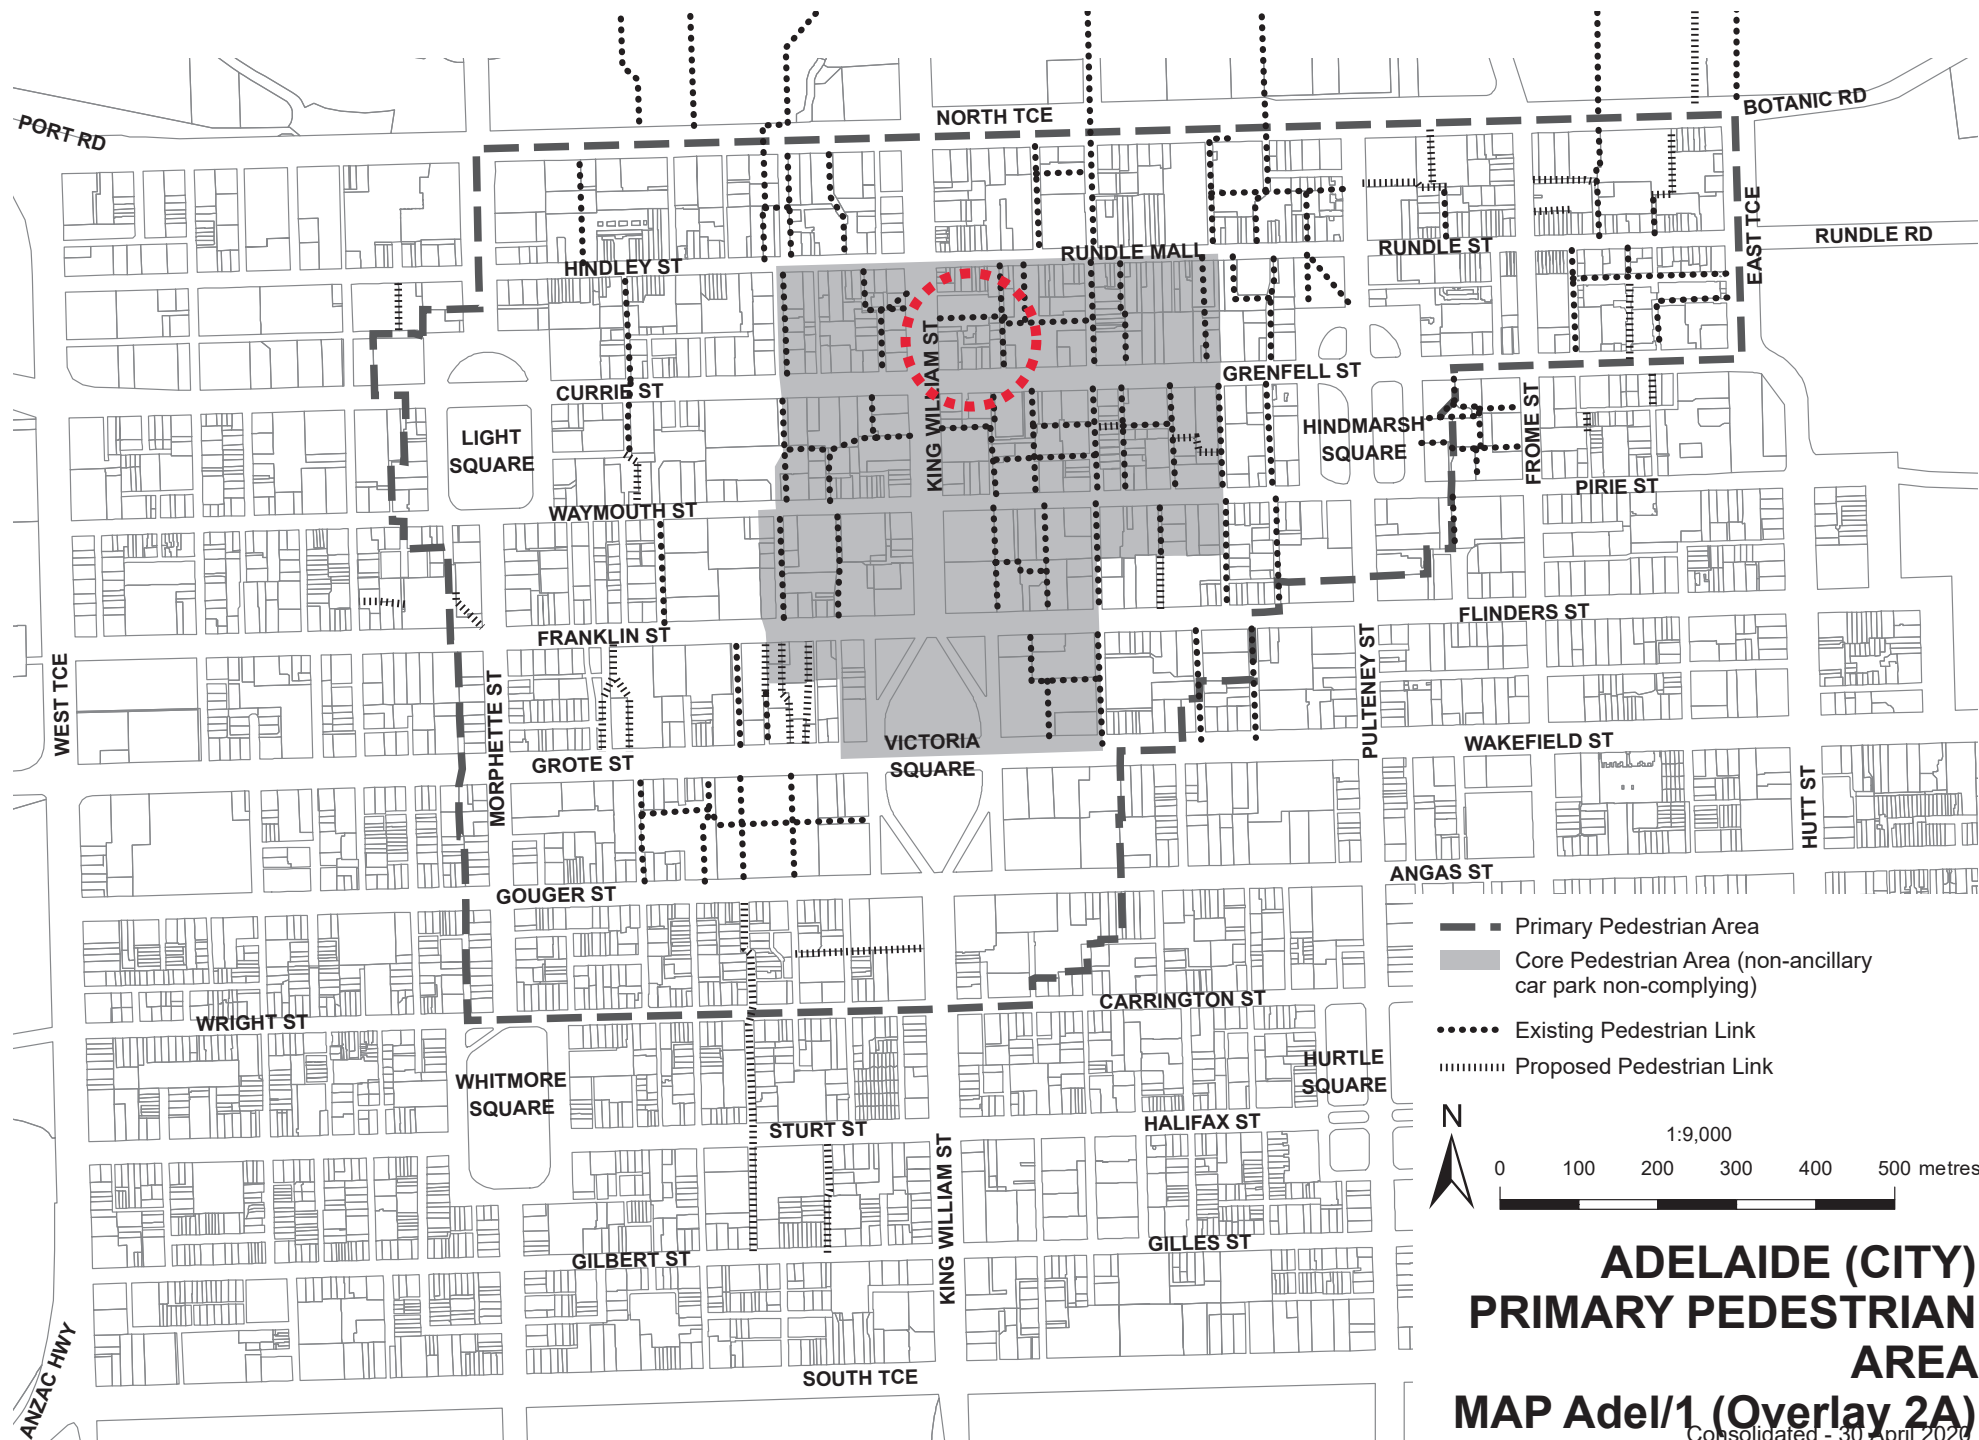 NORTH TCE
BOTANIC RD
PORT RD
EAST TCE
RUNDLE RD
RUNDLE ST
RUNDLE MALL
HINDLEY ST
KING WILLIAM ST
GRENFELL ST
CURRIE ST
FROME ST
LIGHT
SQUARE
HINDMARSH
SQUARE
PIRIE ST
WAYMOUTH ST
FLINDERS ST
FRANKLIN ST
WEST TCE
MORPHETTE ST
PULTENEY ST
VICTORIA
SQUARE
WAKEFIELD ST
GROTE ST
HUTT ST
ANGAS ST
GOUGER ST
Primary Pedestrian Area
Core Pedestrian Area (non-ancillary
car park non-complying)
Existing Pedestrian Link
Proposed Pedestrian Link
CARRINGTON ST
WRIGHT ST
HURTLE
SQUARE
WHITMORE
SQUARE
STURT ST
HALIFAX ST
KING WILLIAM ST
GILBERT ST
GILLES ST
SOUTH TCE
ANZAC HWY
N
1:9,000
0 100 200 300 400 500 metres
ADELAIDE (CITY)
PRIMARY PEDESTRIAN
AREA
MAP Adel/1 (Overlay 2A)
Consolidated - 30 April 2020